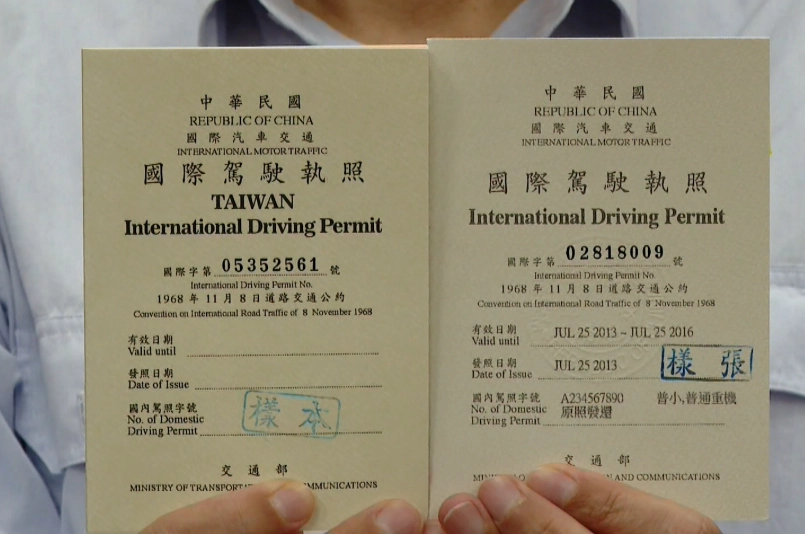 中華民國
REPUBLIC OF CHINA
國際汽車交通
INTERNATIONAL MOTOR TRAFFIC
國際駕駛執照
TAIWAN
International Driving Permit
國際字第 05352561 號
International Driving Permit No.
1968 年 11 月 8 日道路交通公約
Convention on International Road Traffic of 8 November 1968
有效日期
Valid until
發照日期
Date of Issue
國內駕照字號
No. of Domestic
Driving Permit
樣本
交通部
MINISTRY OF COMMUNICATIONS
中華民國
REPUBLIC OF CHINA
國際汽車交通
INTERNATIONAL MOTOR TRAFFIC
國際駕駛執照
International Driving Permit
國際字第 02818009 號
International Driving Permit No.
1968 年 11 月 8 日道路交通公約
Convention on International Road Traffic of 8 November 1968
有效日期 JUL 25 2013 ~ JUL 25 2016
Valid until
發照日期 JUL 25 2013
Date of Issue
樣張
國內駕照字號 A234567890 普小,普通重機
No. of Domestic 原照發還
Driving Permit
交通部
AND COMMUNICATIONS